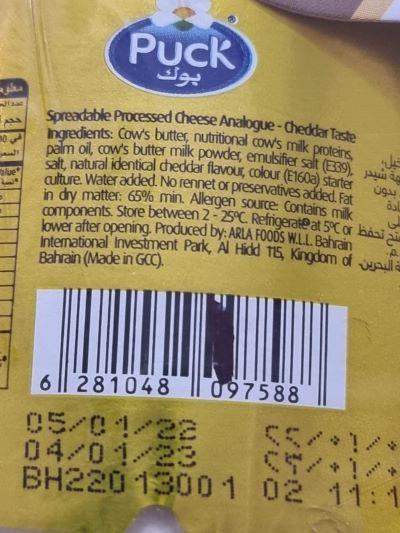 Puck
بوك
Spreadable Processed Cheese Analogue - Cheddar Taste
Ingredients: Cow's butter, nutritional cow's milk proteins,
palm oil, cow's butter milk powder, emulsifier salt (E339),
salt, natural identical cheddar flavour, colour (E160a) starter
culture. Water added. No rennet or preservatives added. Fat
in dry matter: 65% min. Allergen source: Contains milk
components. Store between 2 - 25°C. Refrigerate at 5°C or
lower after opening. Produced by: ARLA FOODS W.L.L. Bahrain
International Investment Park, Al Hidd 115, Kingdom of
Bahrain (Made in GCC).
6 281048 097588
05/01/22
04/01/23
BH220 13001 02 11:1